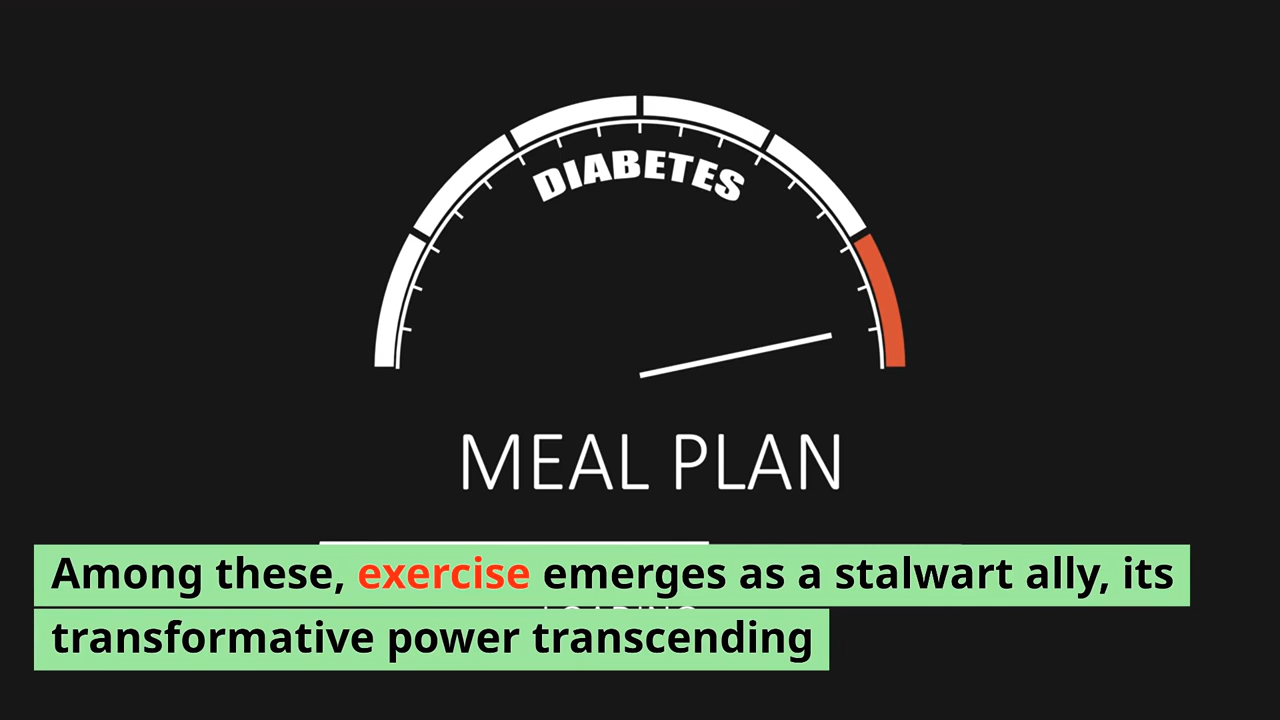 DIABETES
MEAL PLAN
Among these, exercise emerges as a stalwart ally, its
transformative power transcending